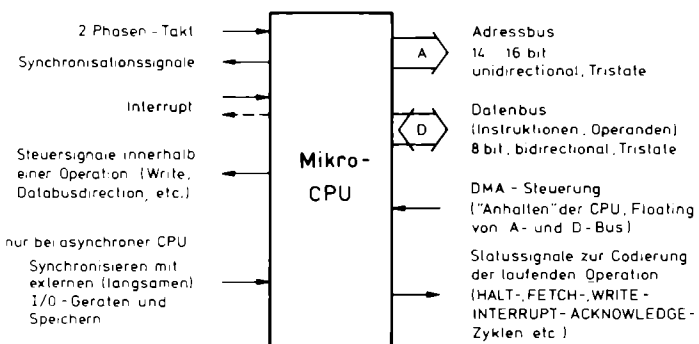 2 Phasen - Takt
Synchronisationssignale
Interrupt
Steuersignale innerhalb
einer Operation (Write,
Databusdirection, etc.)
nur bei asynchroner CPU
Synchronisieren mit
externen (langsamen)
I/O - Geräten und
Speichern
Mikro-
CPU
A
D
Adressbus
14 16 bit
unidirectional, Tristate
Datenbus
(Instruktionen, Operanden)
8 bit, bidirectional, Tristate
DMA - Steuerung
("Anhalten" der CPU, Floating
von A- und D-Bus)
Statussignale zur Codierung
der laufenden Operation
(HALT-, FETCH-, WRITE-
INTERRUPT-ACKNOWLEDGE-
Zyklen etc.)